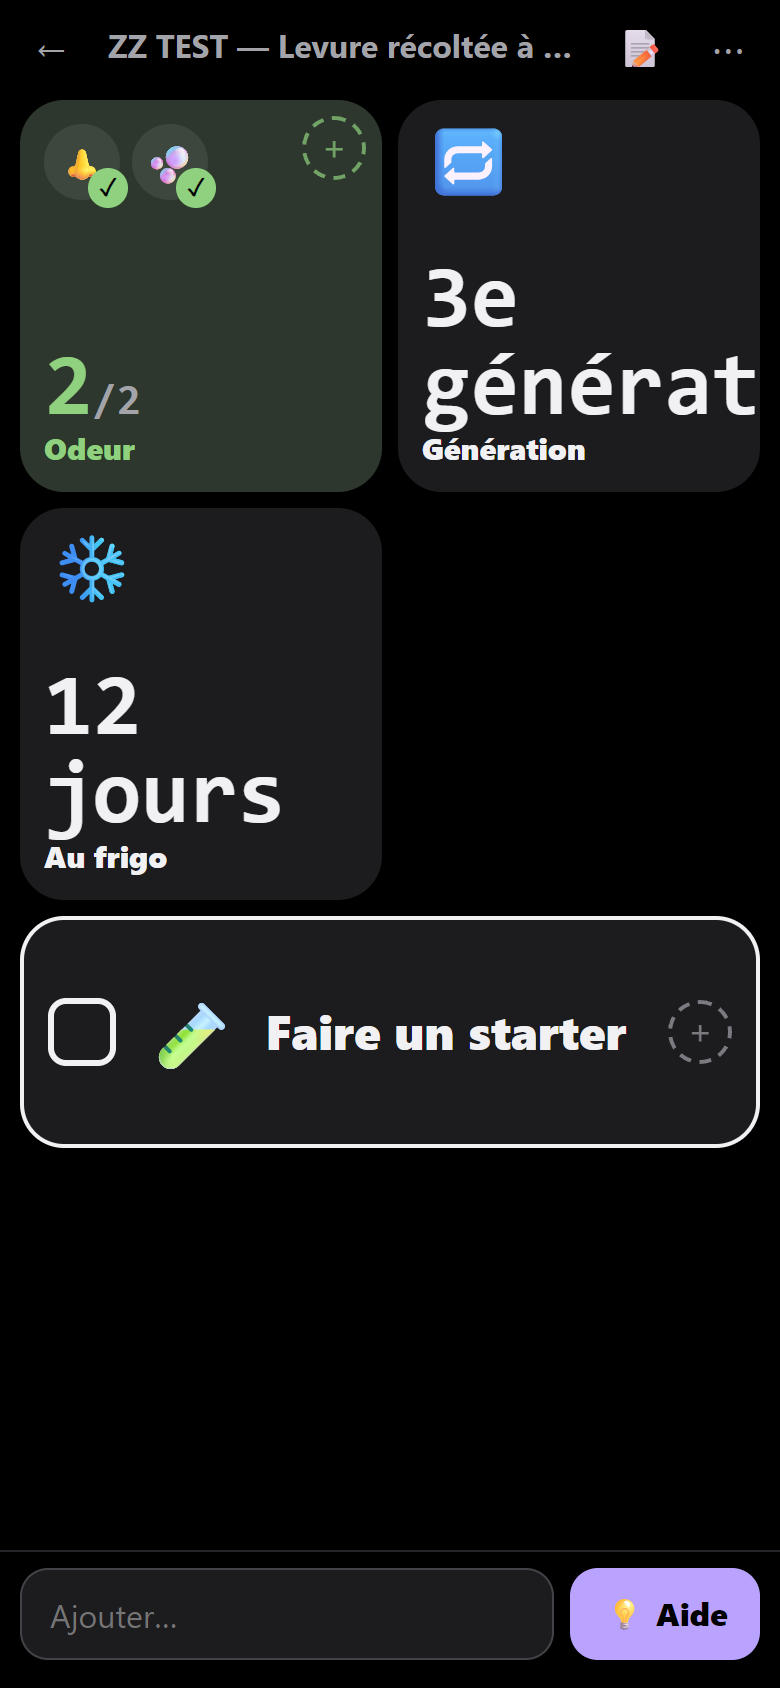 ← ZZ TEST — Levure récoltée à ... ...
+
✓ ✓
2/2
Odeur
3e
générat
Génération
12
jours
Au frigo
Faire un starter +
Ajouter...
Aide